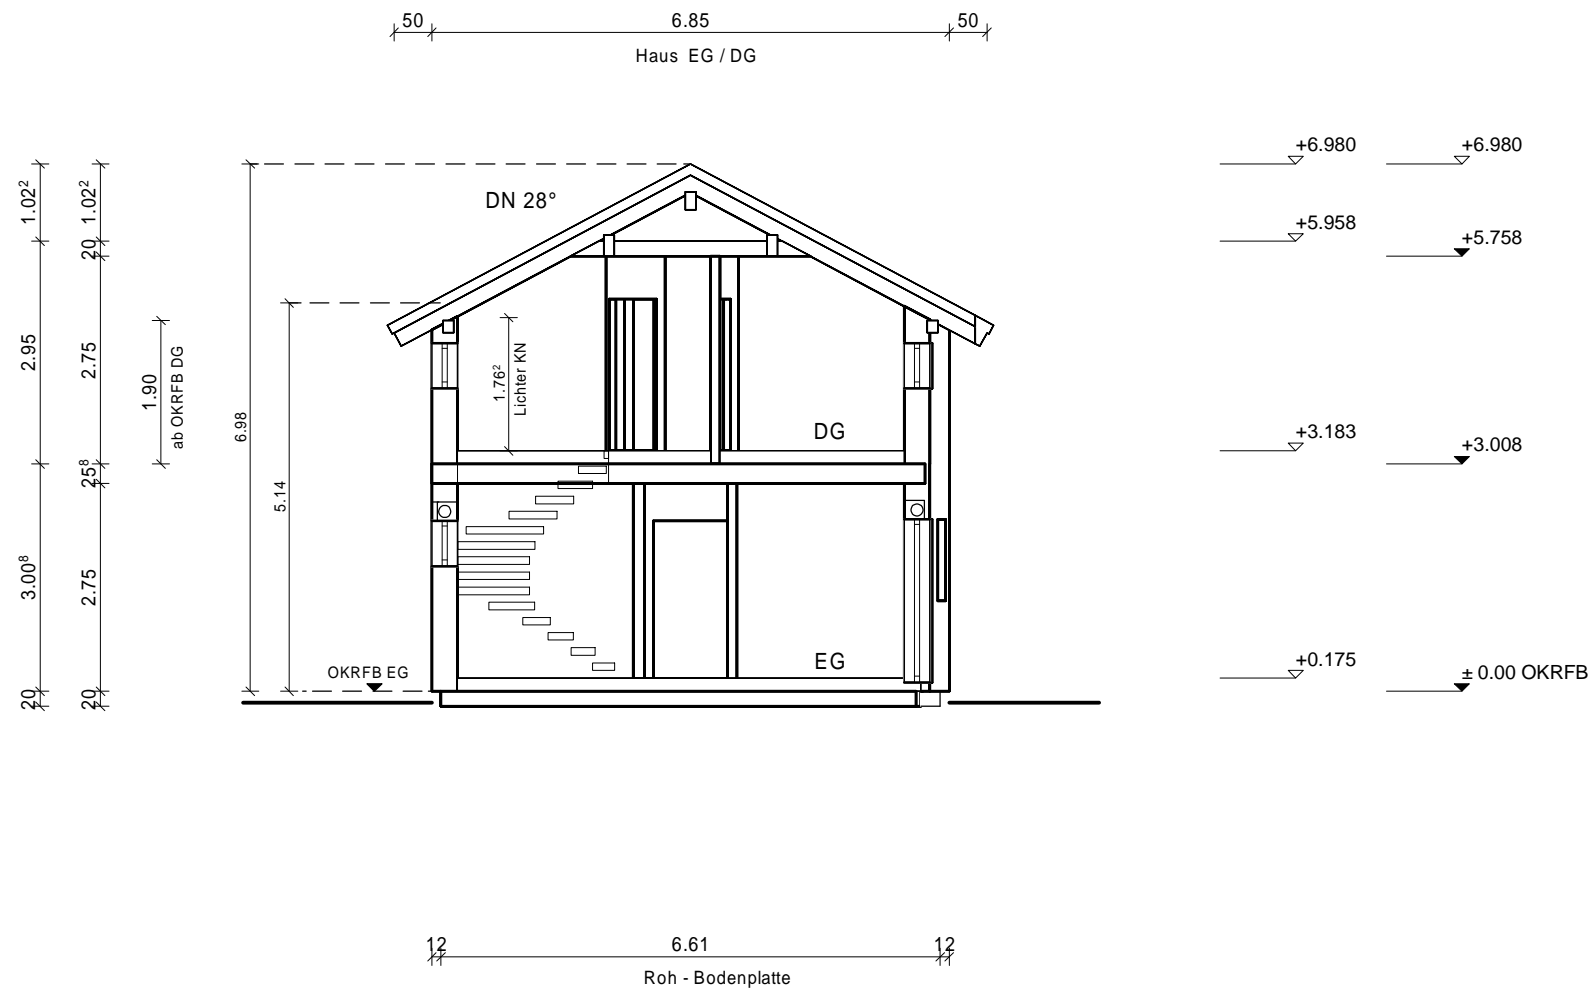 50 6.85 50
Haus EG / DG
+6.980 +6.980
1.02² 1.02²
DN 28°
20
+5.958
+5.758
2.95
2.75
1.90
ab OKRFB DG
6.98
5.14
1.76²
Lichter KN
DG
+3.183
+3.008
25⁸
3.00⁸
2.75
EG
OKRFB EG
+0.175
± 0.00 OKRFB
20 20
12 6.61 12
Roh - Bodenplatte